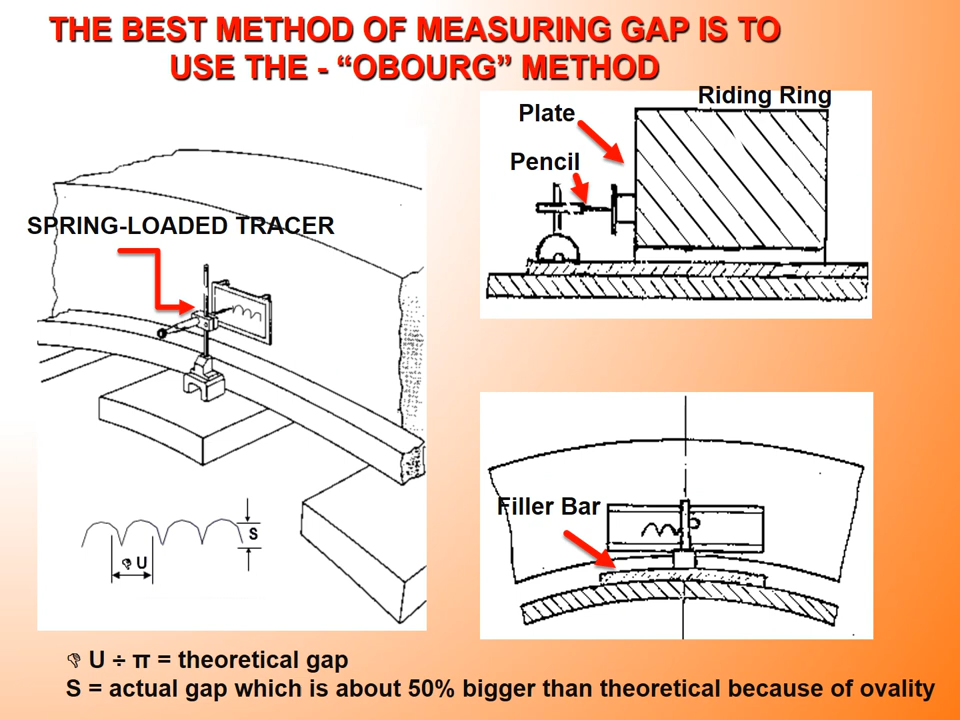 THE BEST METHOD OF MEASURING GAP IS TO
USE THE - “OBOURG” METHOD
Riding Ring
Plate
Pencil
SPRING-LOADED TRACER
Filler Bar
S
👎 U
👎 U ÷ π = theoretical gap
S = actual gap which is about 50% bigger than theoretical because of ovality